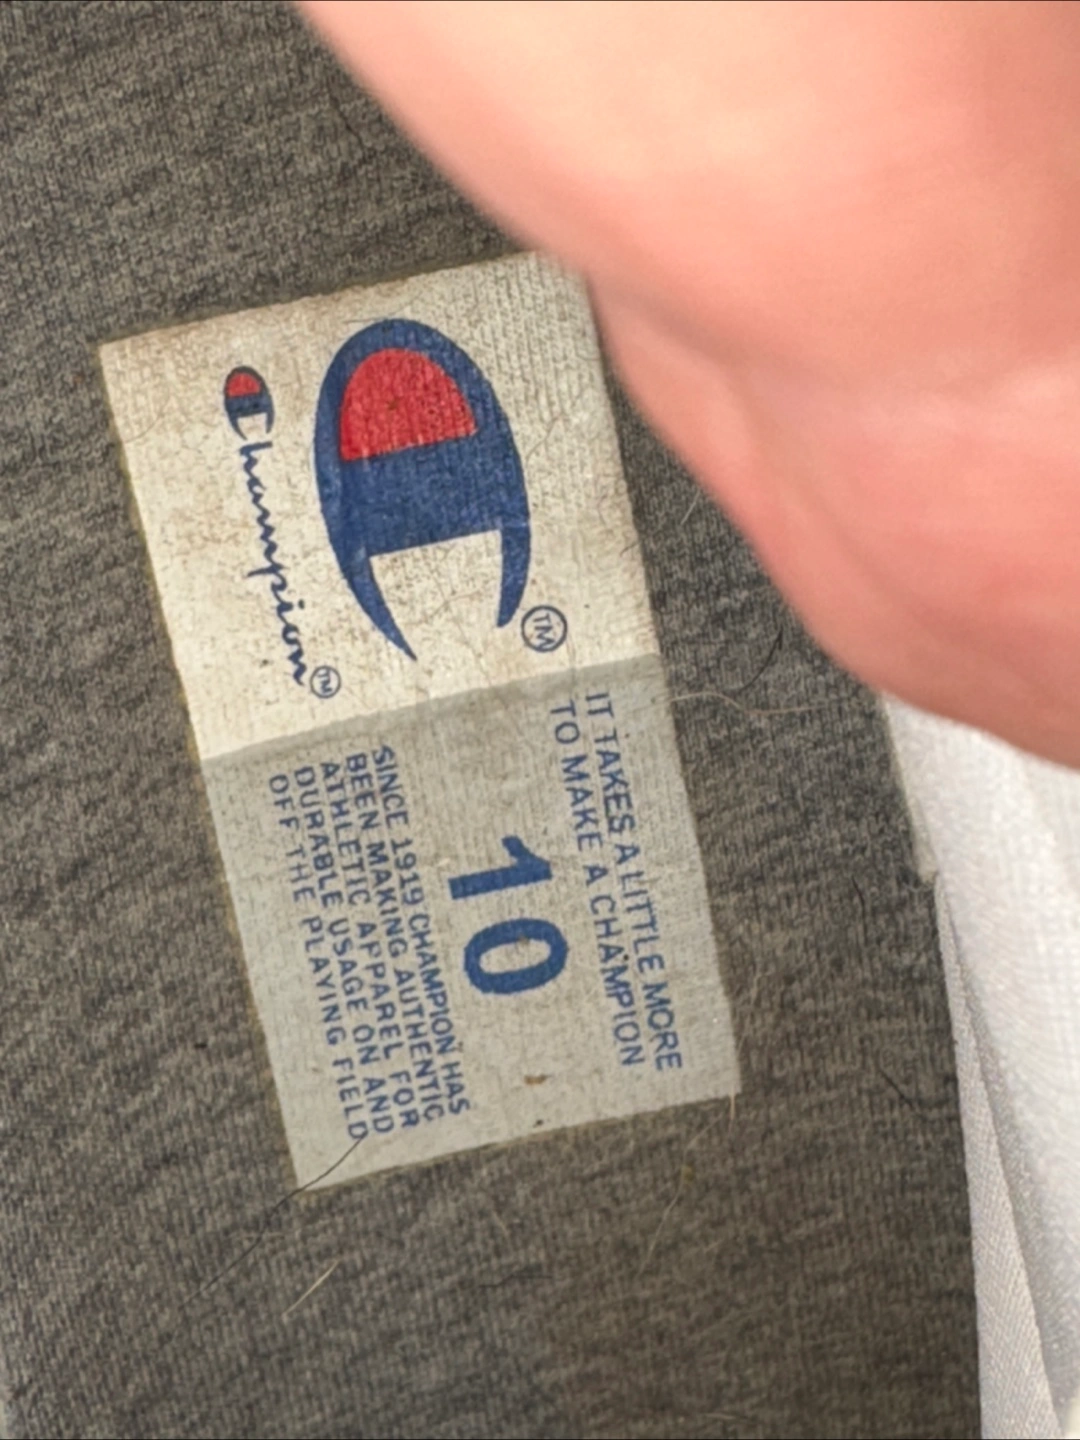 Champion™
™
IT TAKES A LITTLE MORE
TO MAKE A CHAMPION
10
SINCE 1919 CHAMPION HAS
BEEN MAKING AUTHENTIC
ATHLETIC APPAREL FOR
DURABLE USAGE ON AND
OFF THE PLAYING FIELD